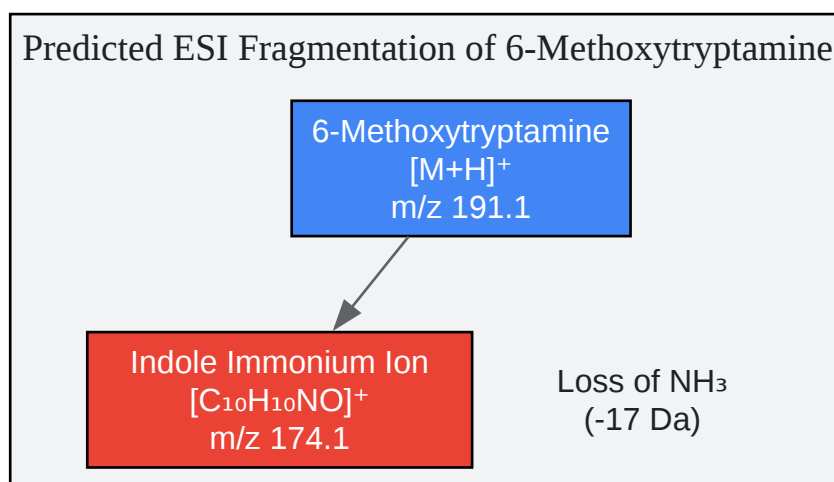 Predicted ESI Fragmentation of 6-Methoxytryptamine
6-Methoxytryptamine
[M+H]⁺
m/z 191.1
Indole Immonium Ion
[C₁₀H₁₀NO]⁺
m/z 174.1
Loss of NH₃
(-17 Da)